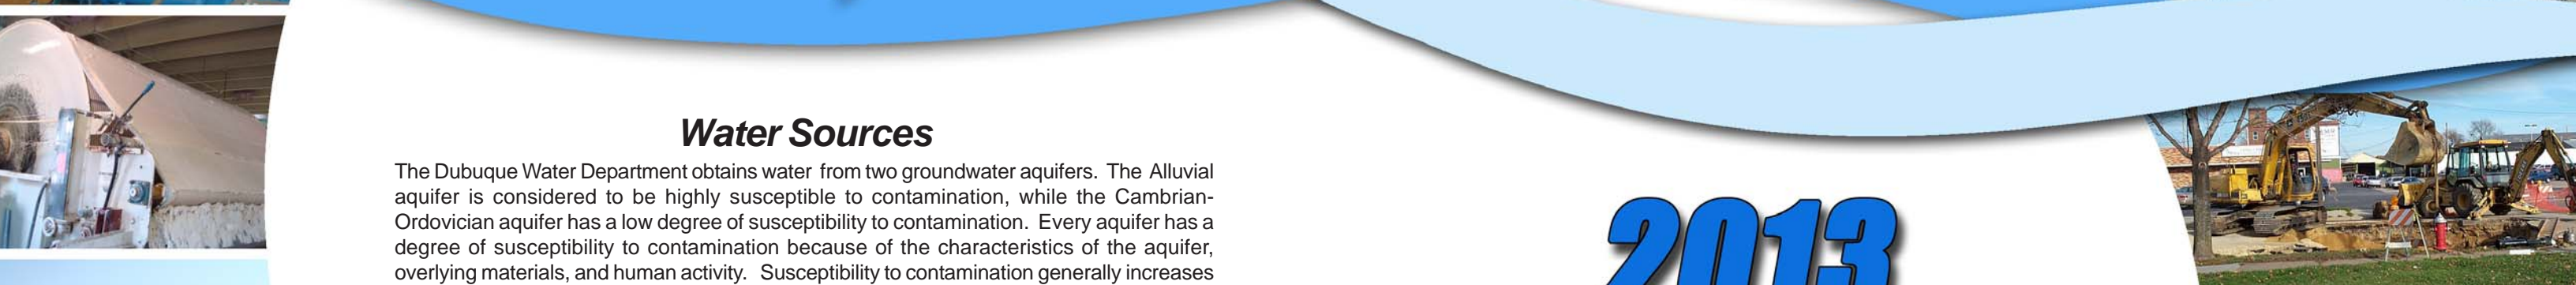 Water Sources
The Dubuque Water Department obtains water from two groundwater aquifers. The Alluvial
aquifer is considered to be highly susceptible to contamination, while the Cambrian-
Ordovician aquifer has a low degree of susceptibility to contamination. Every aquifer has a
degree of susceptibility to contamination because of the characteristics of the aquifer,
overlying materials, and human activity. Susceptibility to contamination generally increases
2013